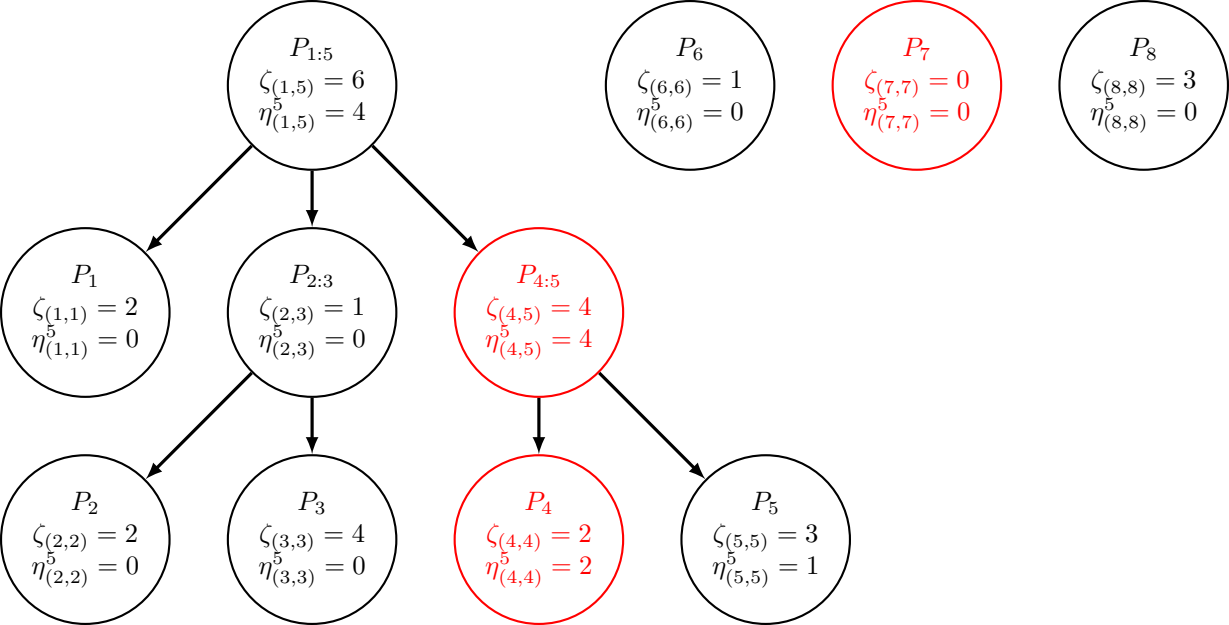 P_{1:5}
ζ_{(1,5)} = 6
η^5_{(1,5)} = 4
P_6
ζ_{(6,6)} = 1
η^5_{(6,6)} = 0
P_7
ζ_{(7,7)} = 0
η^5_{(7,7)} = 0
P_8
ζ_{(8,8)} = 3
η^5_{(8,8)} = 0
P_1
ζ_{(1,1)} = 2
η^5_{(1,1)} = 0
P_{2:3}
ζ_{(2,3)} = 1
η^5_{(2,3)} = 0
P_{4:5}
ζ_{(4,5)} = 4
η^5_{(4,5)} = 4
P_2
ζ_{(2,2)} = 2
η^5_{(2,2)} = 0
P_3
ζ_{(3,3)} = 4
η^5_{(3,3)} = 0
P_4
ζ_{(4,4)} = 2
η^5_{(4,4)} = 2
P_5
ζ_{(5,5)} = 3
η^5_{(5,5)} = 1